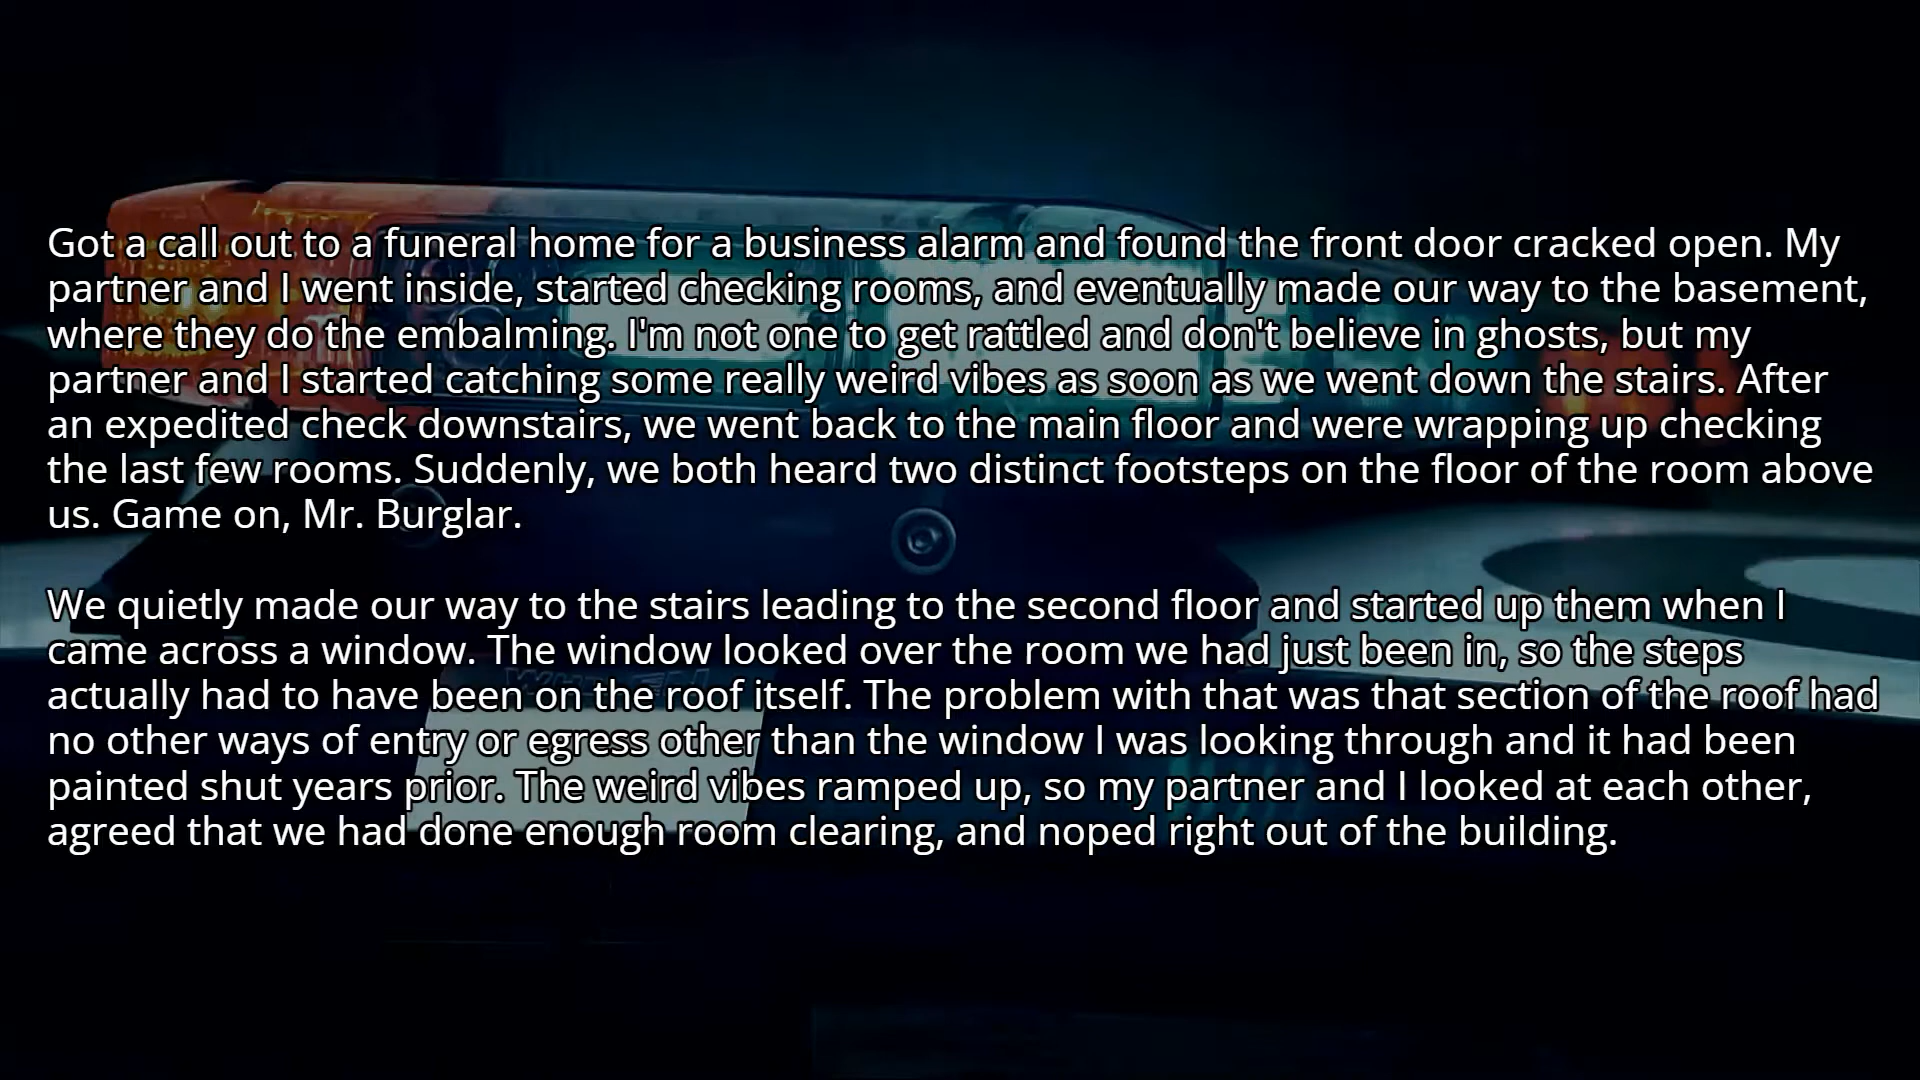 Got a call out to a funeral home for a business alarm and found the front door cracked open. My
partner and I went inside, started checking rooms, and eventually made our way to the basement,
where they do the embalming. I'm not one to get rattled and don't believe in ghosts, but my
partner and I started catching some really weird vibes as soon as we went down the stairs. After
an expedited check downstairs, we went back to the main floor and were wrapping up checking
the last few rooms. Suddenly, we both heard two distinct footsteps on the floor of the room above
us. Game on, Mr. Burglar.
We quietly made our way to the stairs leading to the second floor and started up them when I
came across a window. The window looked over the room we had just been in, so the steps
actually had to have been on the roof itself. The problem with that was that section of the roof had
no other ways of entry or egress other than the window I was looking through and it had been
painted shut years prior. The weird vibes ramped up, so my partner and I looked at each other,
agreed that we had done enough room clearing, and noped right out of the building.